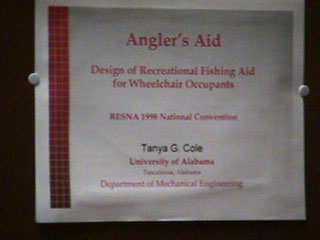 Angler's Aid
Design of Recreational Fishing Aid
for Wheelchair Occupants
RESNA 1998 National Convention
Tanya G. Cole
University of Alabama
Tuscaloosa, Alabama
Department of Mechanical Engineering